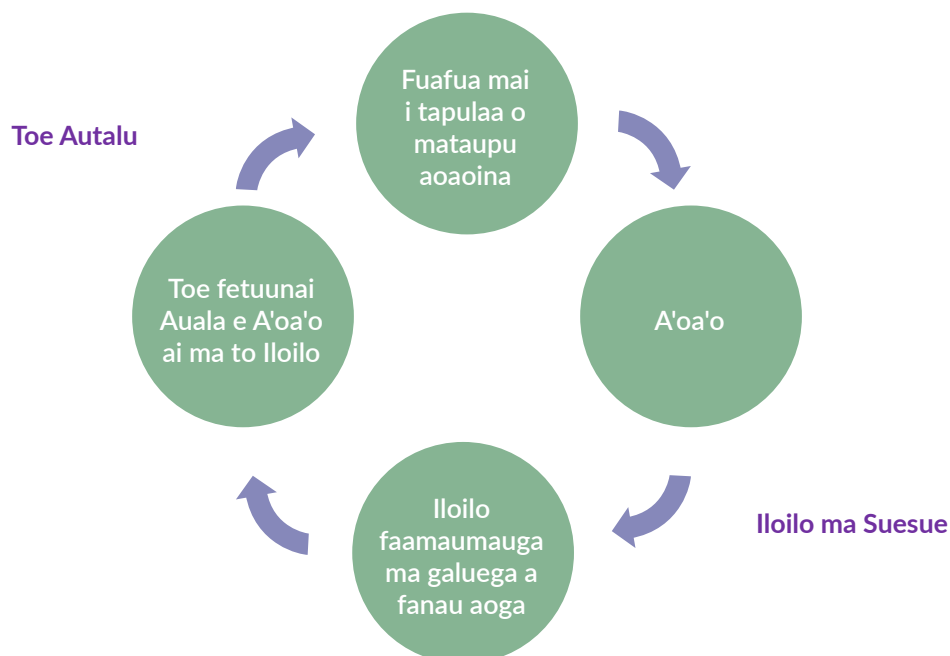 Fuafua mai
i tapulaa o
mataupu
aoaoina
Toe Autalu
Toe fetuunai
Auala e A'oa'o
ai ma to Iloilo
A'oa'o
Iloilo
faamaumauga
ma galuega a
fanau aoga
Iloilo ma Suesue